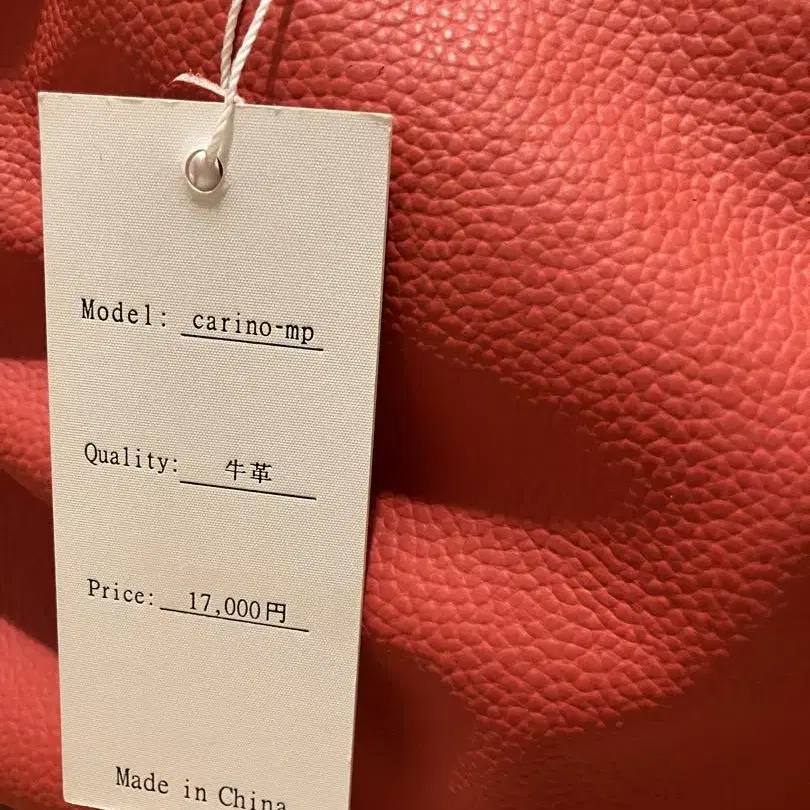 Model: carino-mp
Quality: 牛革
Price: 17,000円
Made in China